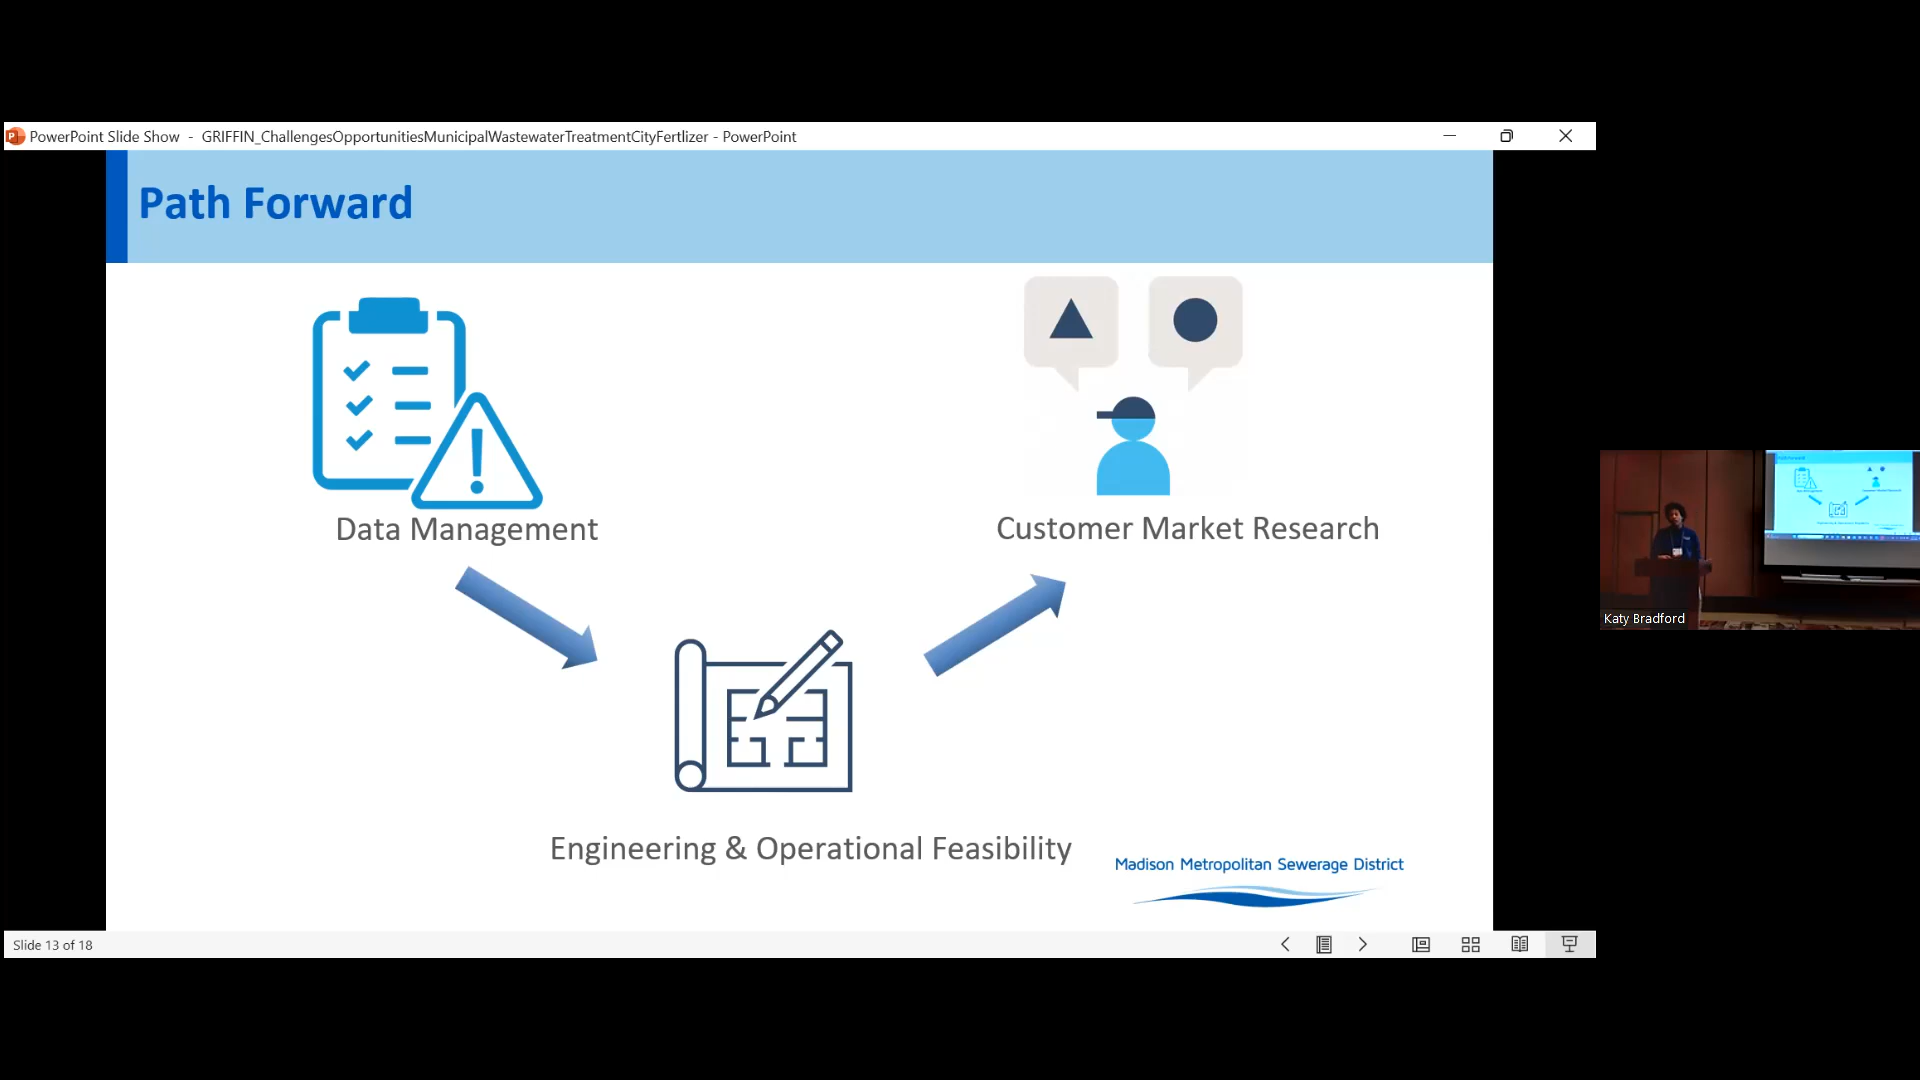 PowerPoint Slide Show - GRIFFIN_ChallengesOpportunitiesMunicipalWastewaterTreatmentCityFertlizer - PowerPoint
Path Forward
Data Management
Customer Market Research
Engineering & Operational Feasibility
Madison Metropolitan Sewerage District
Slide 13 of 18
Katy Bradford